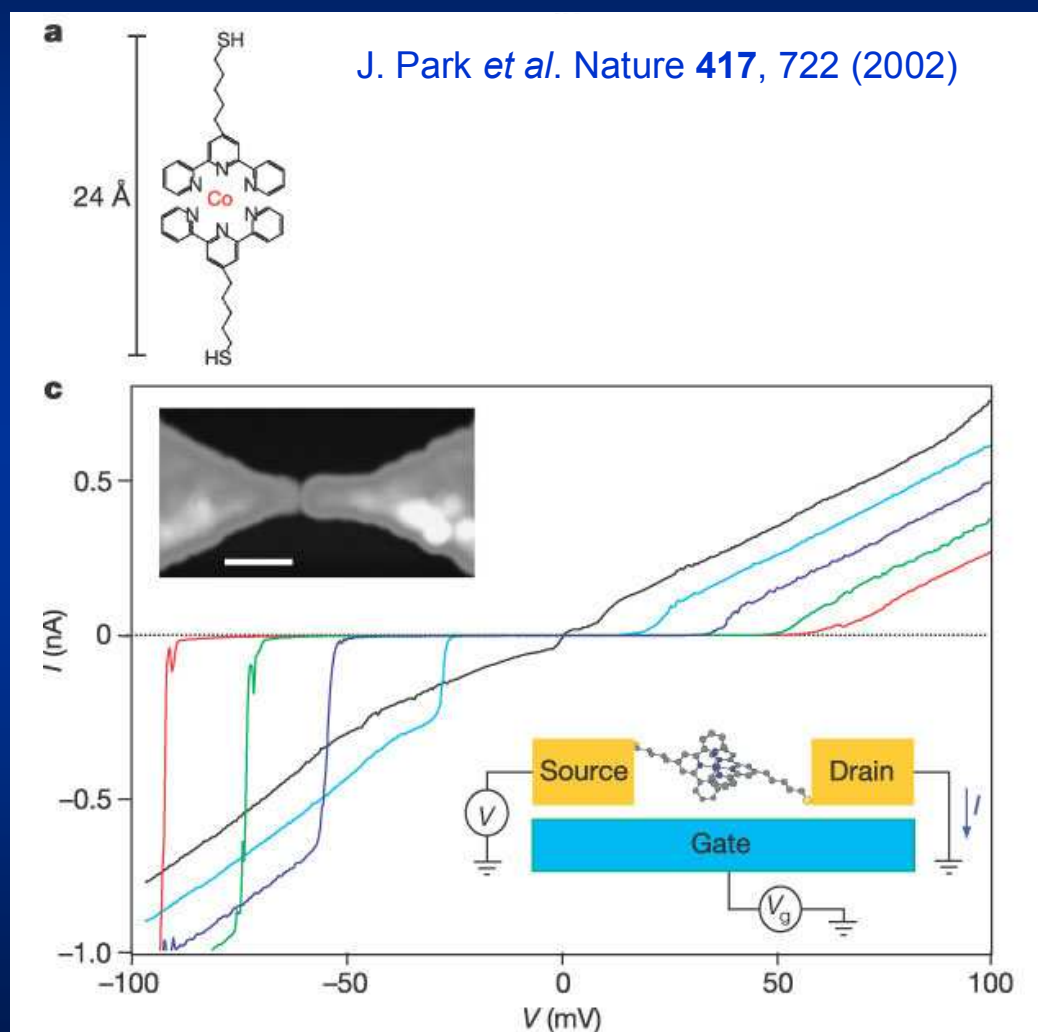 a
J. Park et al. Nature 417, 722 (2002)
SH
N
N N
24 Å
Co
N N
N
HS
c
0.5
0
I (nA)
-0.5
-1.0
Source
Drain
V
I
Gate
Vg
-100
-50
0
50
100
V (mV)